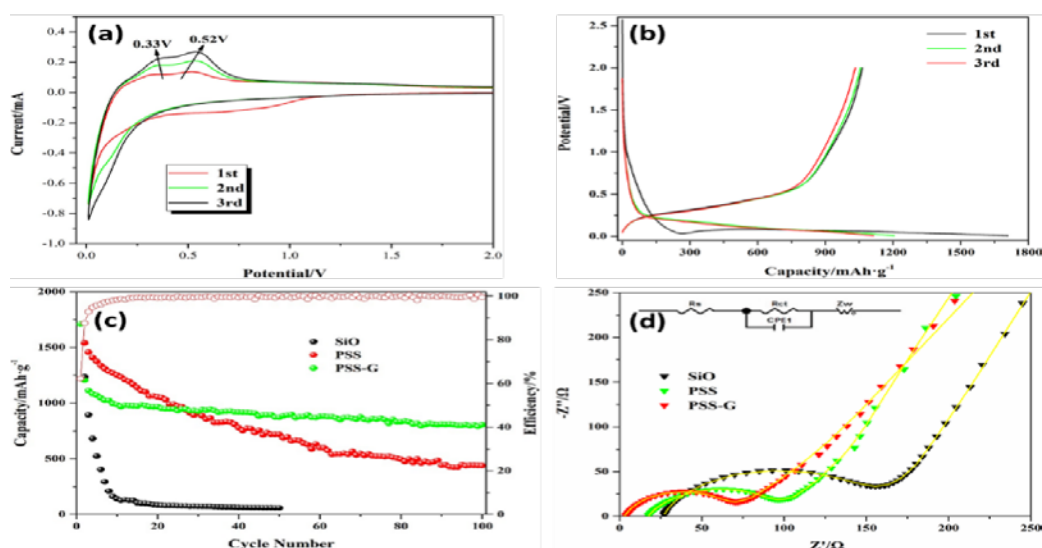 (a)
0.33V
0.52V
0.4
0.2
0.0
-0.2
-0.4
-0.6
-0.8
-1.0
Current/mA
1st
2nd
3rd
0.0
0.5
1.0
1.5
2.0
Potential/V
(b)
1st
2nd
3rd
2.5
2.0
1.5
1.0
0.5
0.0
Potential/V
0
300
600
900
1200
1500
1800
Capacity/mAh·g⁻¹
(c)
SiO
PSS
PSS-G
2000
1500
1000
500
0
Capacity/mAh·g⁻¹
100
80
60
40
20
0
Efficiency/%
0
20
40
60
80
100
Cycle Number
(d)
Rs
Rct
CPE1
Zw
SiO
PSS
PSS-G
250
200
150
100
50
0
-Z''/Ω
0
50
100
150
200
250
Z'/Ω